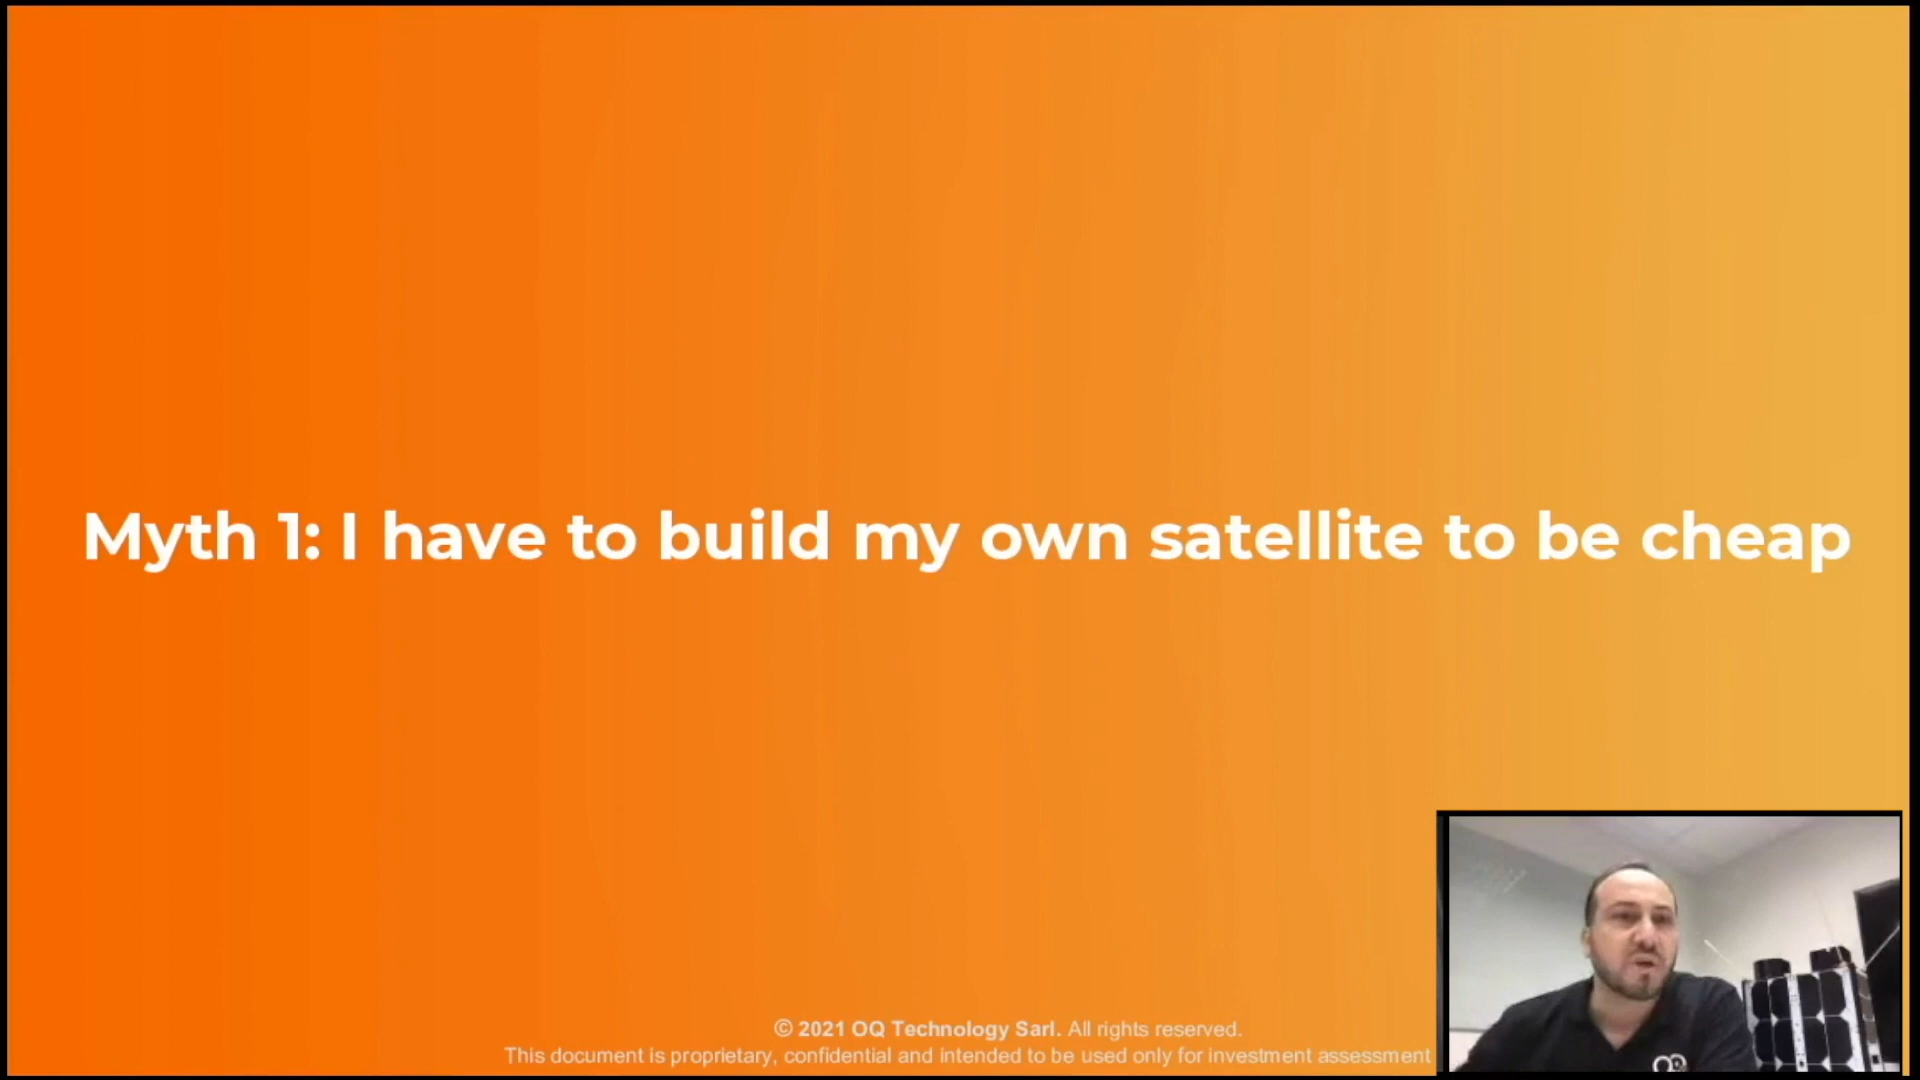 Myth 1: I have to build my own satellite to be cheap
© 2021 OQ Technology Sarl. All rights reserved.
This document is proprietary, confidential and intended to be used only for investment assessment
OQ